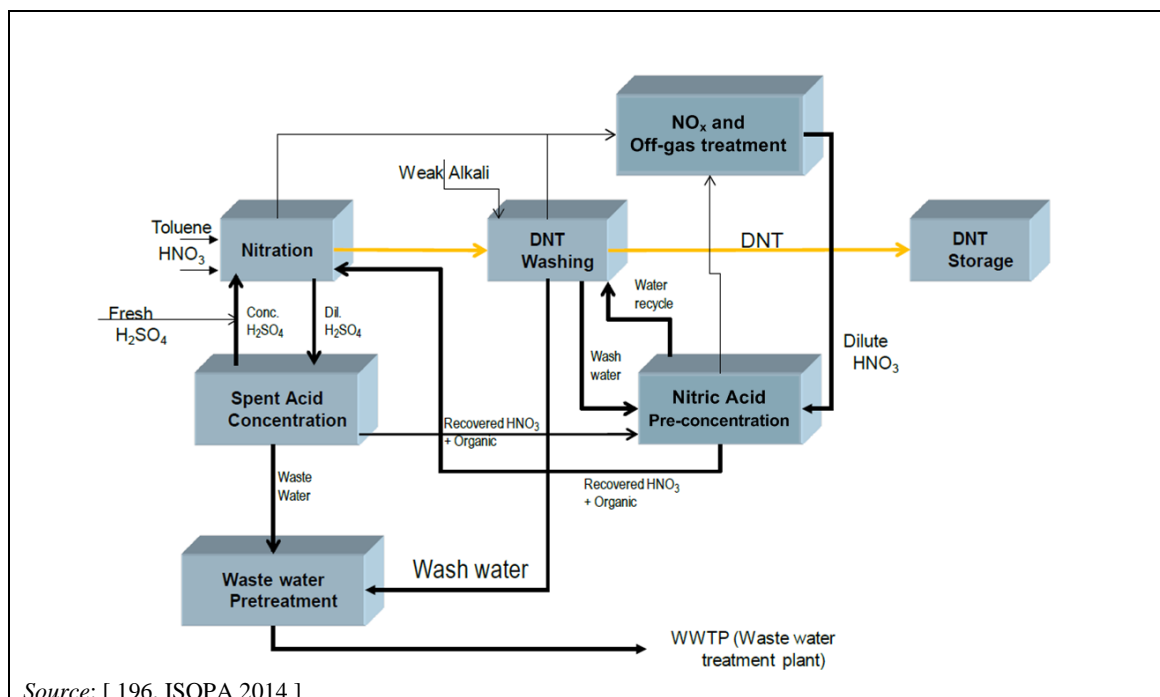 NOx and
Off-gas treatment
Weak Alkali
Toluene
HNO3
Nitration
DNT
Washing
DNT
DNT
Storage
Water
recycle
Fresh
H2SO4
Conc.
H2SO4
Dil.
H2SO4
Wash
water
Dilute
HNO3
Spent Acid
Concentration
Nitric Acid
Pre-concentration
Recovered HNO3
+ Organic
Recovered HNO3
+ Organic
Waste
Water
Waste water
Pretreatment
Wash water
WWTP (Waste water
treatment plant)
Source: [ 196, ISOPA 2014 ]